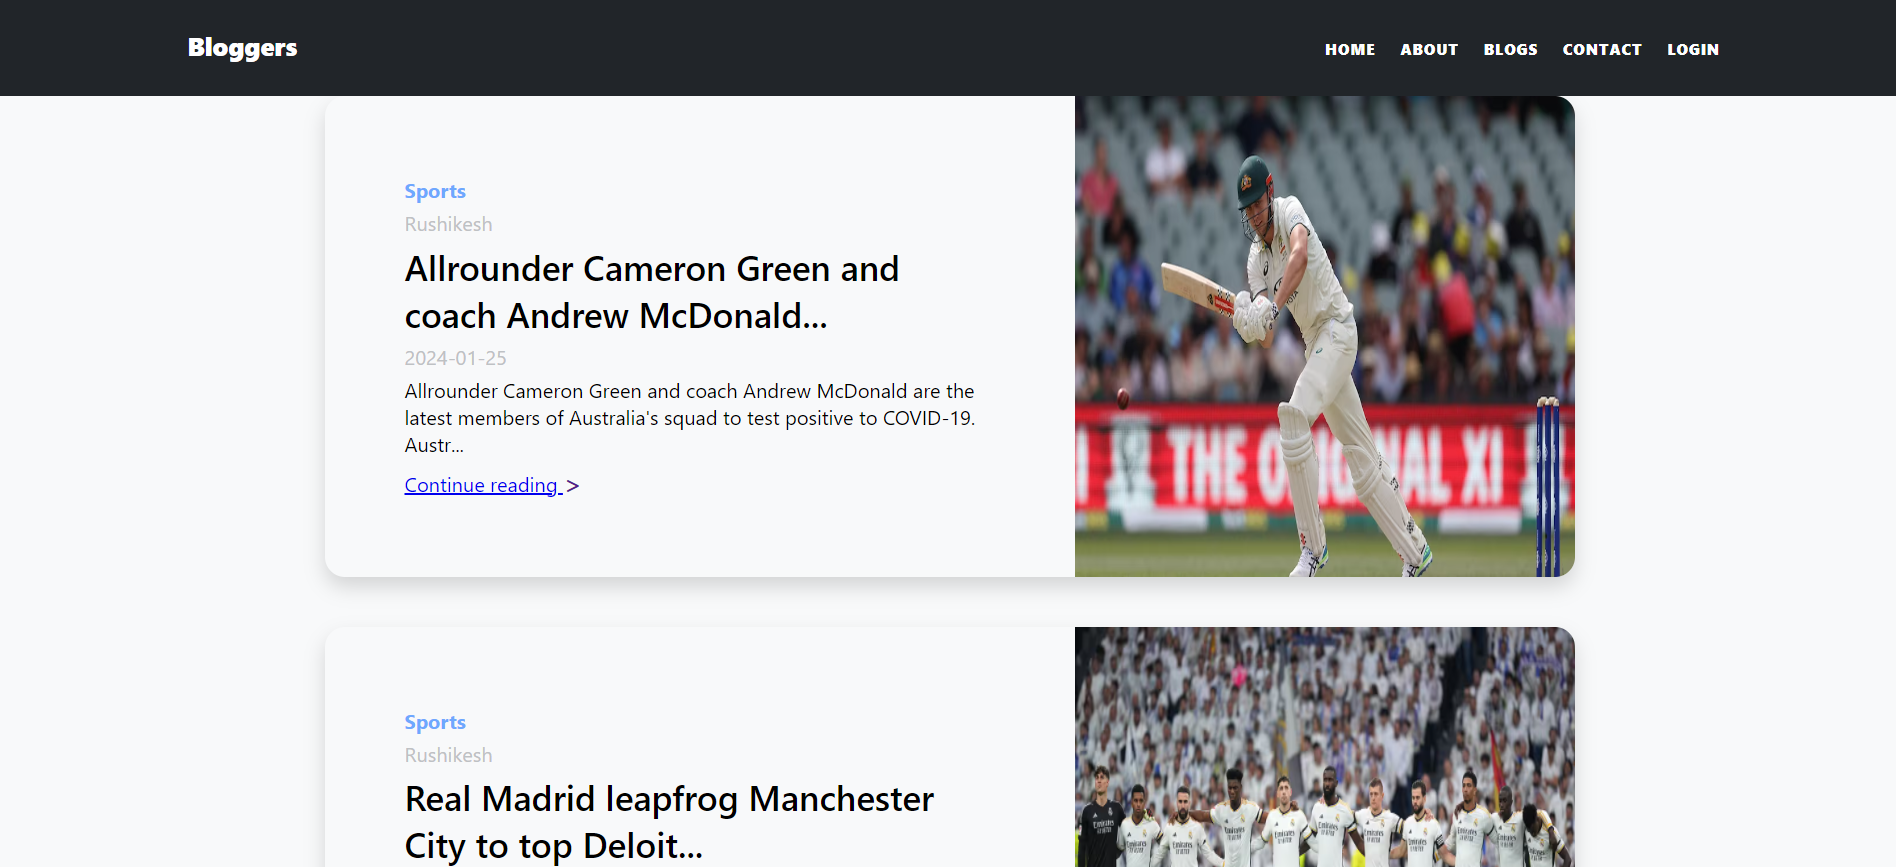 Bloggers
HOME ABOUT BLOGS CONTACT LOGIN
Sports
Rushikesh
Allrounder Cameron Green and
coach Andrew McDonald...
2024-01-25
Allrounder Cameron Green and coach Andrew McDonald are the
latest members of Australia's squad to test positive to COVID-19.
Austr...
Continue reading >
THE ORIGINAL XI
Sports
Rushikesh
Real Madrid leapfrog Manchester
City to top Deloit...